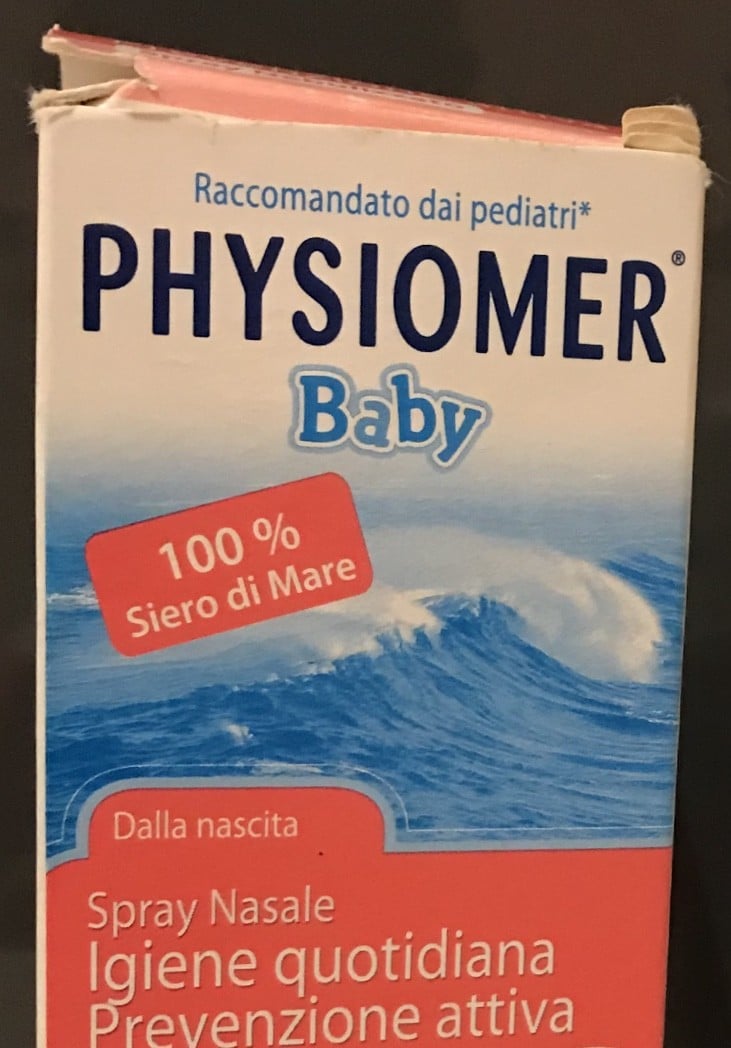 Raccomandato dai pediatri*
PHYSIOMER®
Baby
100 %
Siero di Mare
Dalla nascita
Spray Nasale
Igiene quotidiana
Prevenzione attiva